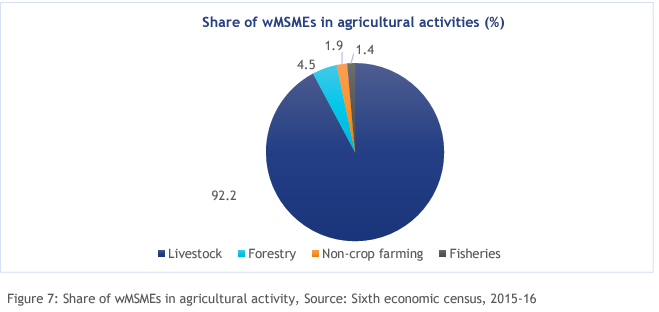 Share of wMSMEs in agricultural activities (%)
1.9
1.4
4.5
92.2
Livestock Forestry Non-crop farming Fisheries
Figure 7: Share of wMSMEs in agricultural activity, Source: Sixth economic census, 2015-16